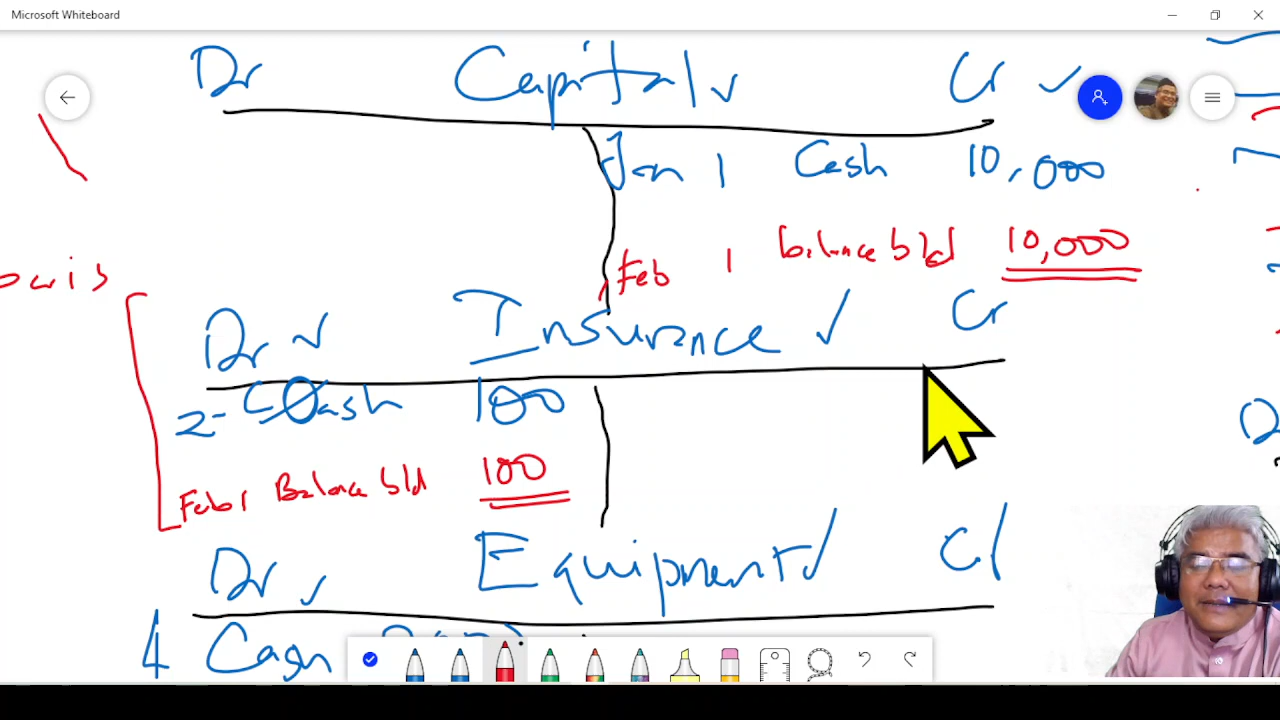 Microsoft Whiteboard
Dr Capital Cr
Jan 1 Cash 10,000
Feb 1 balance b/d 10,000
Dr Insurance Cr
2 Cash 100
Feb 1 Balance b/d 100
Dr Equipment Cr
4 Cash